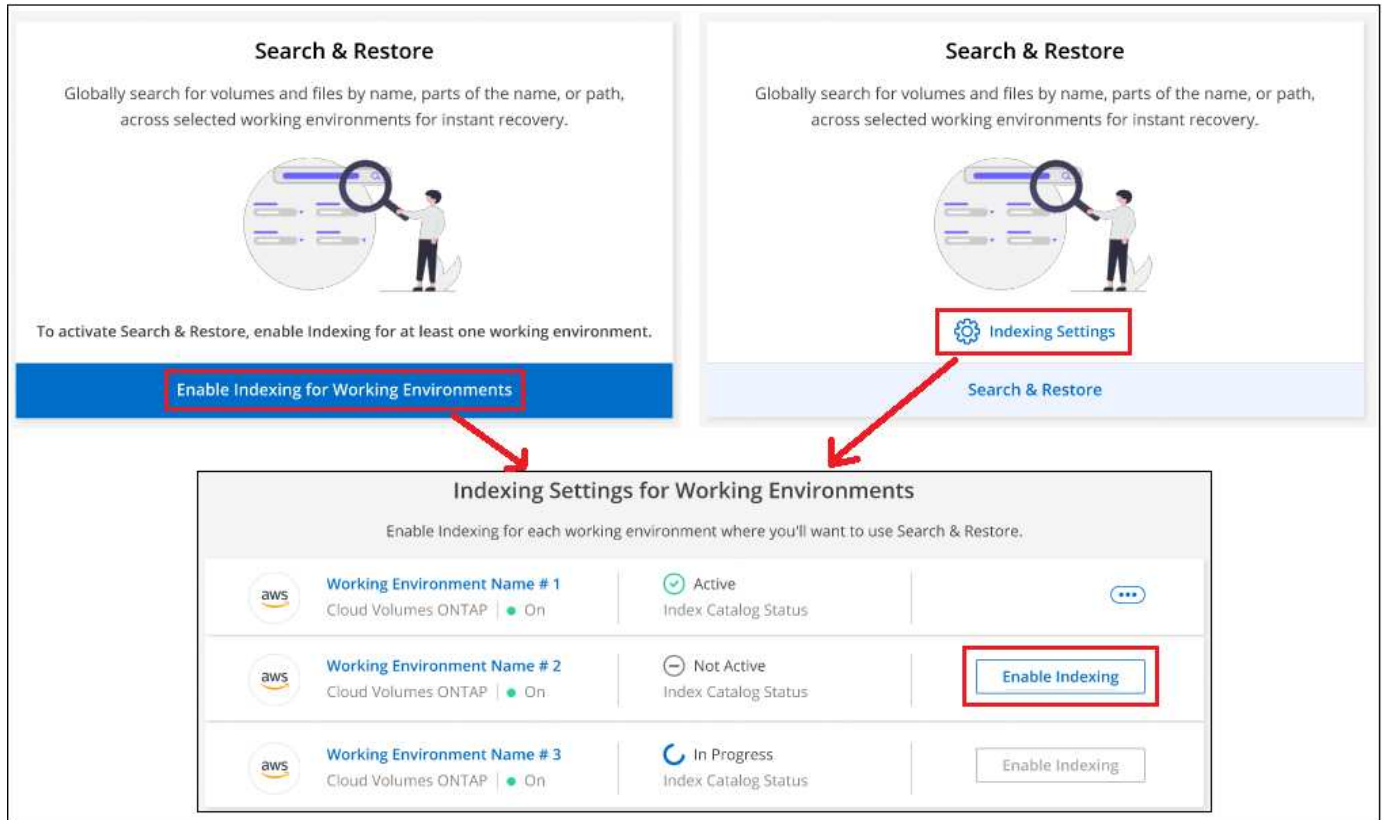 Search & Restore
Globally search for volumes and files by name, parts of the name, or path,
across selected working environments for instant recovery.
To activate Search & Restore, enable Indexing for at least one working environment.
Enable Indexing for Working Environments
Search & Restore
Globally search for volumes and files by name, parts of the name, or path,
across selected working environments for instant recovery.
Indexing Settings
Search & Restore
Indexing Settings for Working Environments
Enable Indexing for each working environment where you'll want to use Search & Restore.
aws
Working Environment Name # 1
Cloud Volumes ONTAP | On
Active
Index Catalog Status
aws
Working Environment Name # 2
Cloud Volumes ONTAP | On
Not Active
Index Catalog Status
Enable Indexing
aws
Working Environment Name # 3
Cloud Volumes ONTAP | On
In Progress
Index Catalog Status
Enable Indexing